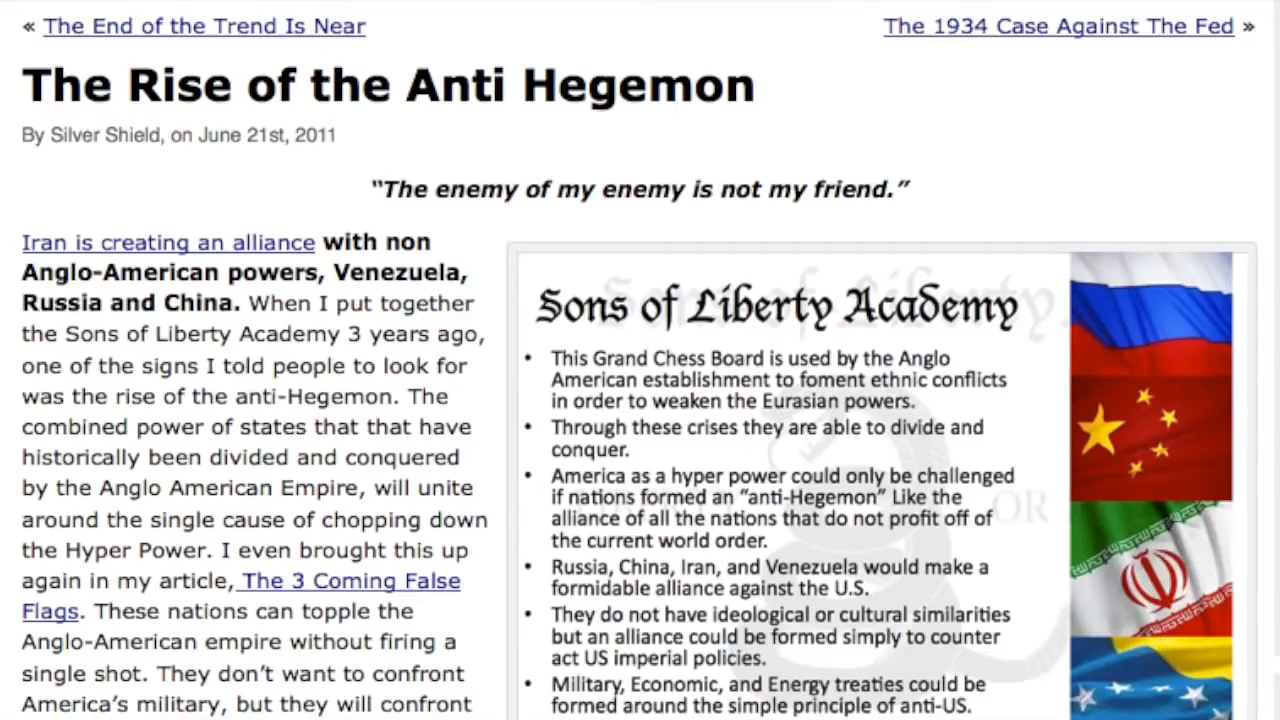 « The End of the Trend Is Near
The 1934 Case Against The Fed »
The Rise of the Anti Hegemon
By Silver Shield, on June 21st, 2011
“The enemy of my enemy is not my friend.”
Iran is creating an alliance with non
Anglo-American powers, Venezuela,
Russia and China. When I put together
the Sons of Liberty Academy 3 years ago,
one of the signs I told people to look for
was the rise of the anti-Hegemon. The
combined power of states that that have
historically been divided and conquered
by the Anglo American Empire, will unite
around the single cause of chopping down
the Hyper Power. I even brought this up
again in my article, The 3 Coming False
Flags. These nations can topple the
Anglo-American empire without firing a
single shot. They don’t want to confront
America’s military, but they will confront
Sons of Liberty Academy
• This Grand Chess Board is used by the Anglo
American establishment to foment ethnic conflicts
in order to weaken the Eurasian powers.
• Through these crises they are able to divide and
conquer.
• America as a hyper power could only be challenged
if nations formed an “anti-Hegemon” Like the
alliance of all the nations that do not profit off of
the current world order.
• Russia, China, Iran, and Venezuela would make a
formidable alliance against the U.S.
• They do not have ideological or cultural similarities
but an alliance could be formed simply to counter
act US imperial policies.
• Military, Economic, and Energy treaties could be
formed around the simple principle of anti-US.